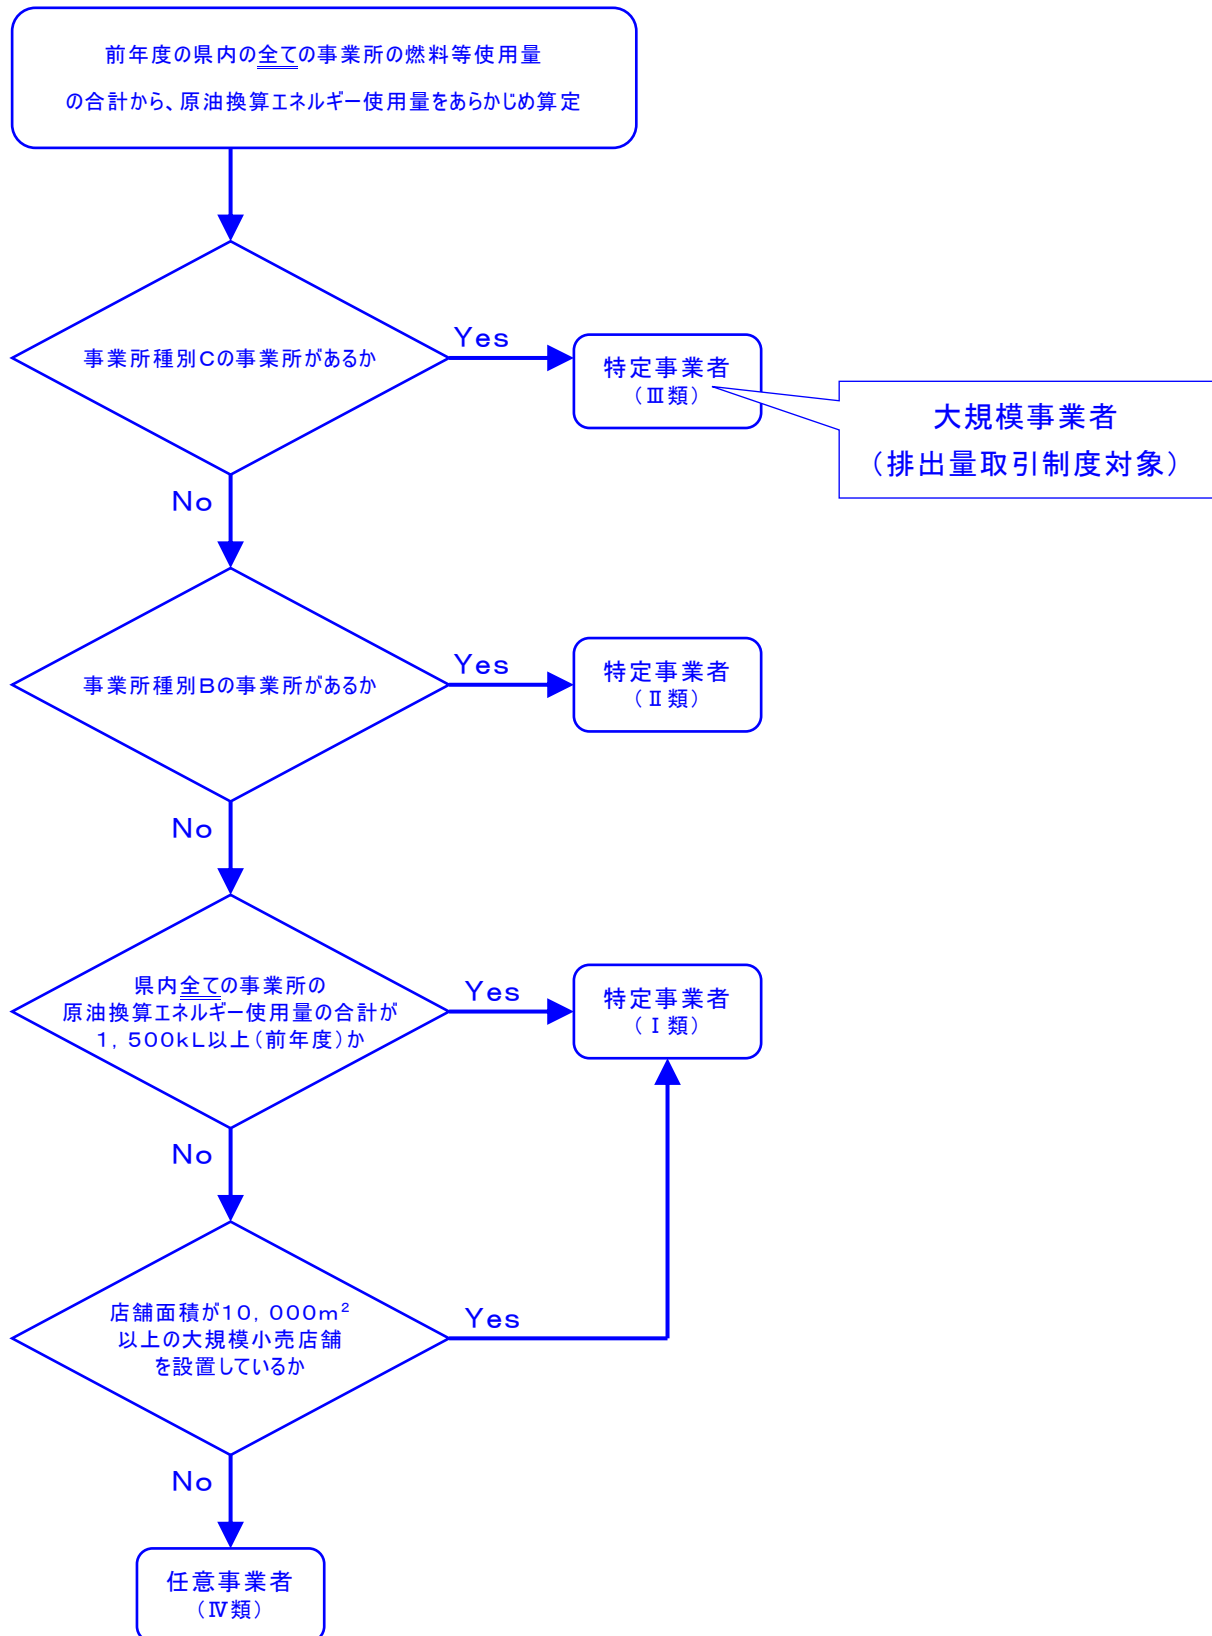 前年度の県内の全ての事業所の燃料等使用量
の合計から、原油換算エネルギー使用量をあらかじめ算定
事業所種別Cの事業所があるか
Yes
特定事業者
（Ⅲ類）
大規模事業者
（排出量取引制度対象）
No
事業所種別Bの事業所があるか
Yes
特定事業者
（Ⅱ類）
No
県内全ての事業所の
原油換算エネルギー使用量の合計が
1,500kL以上（前年度）か
Yes
特定事業者
（Ⅰ類）
No
店舗面積が10,000m²
以上の大規模小売店舗
を設置しているか
Yes
No
任意事業者
（Ⅳ類）